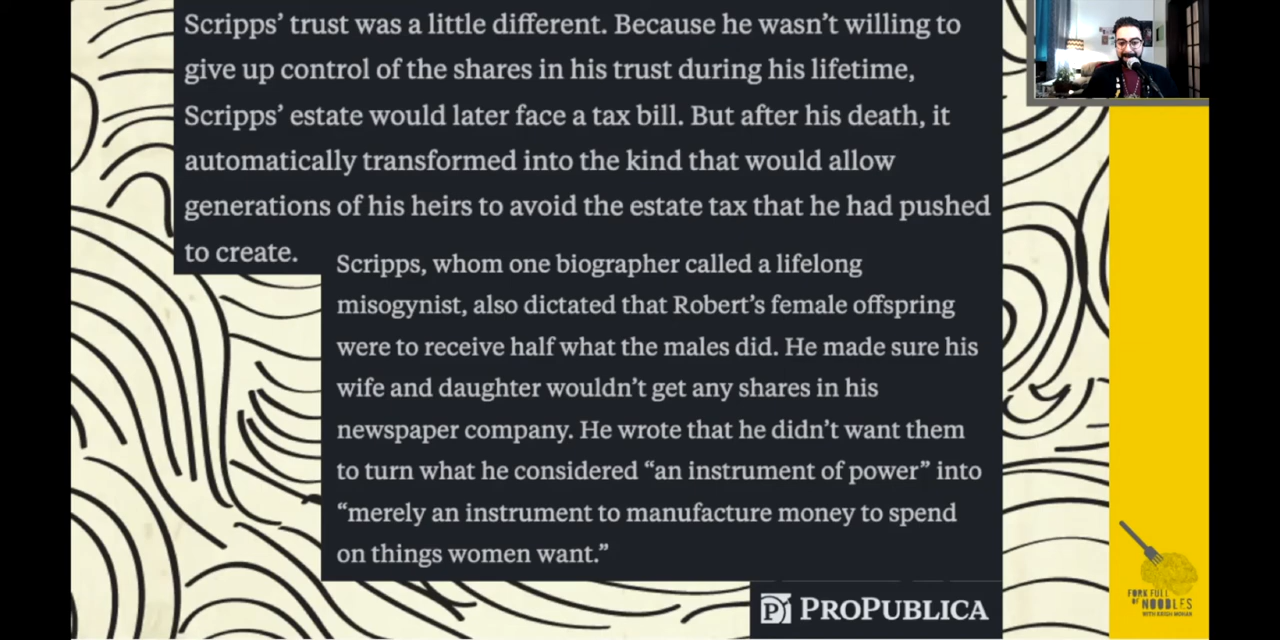 Scripps’ trust was a little different. Because he wasn’t willing to
give up control of the shares in his trust during his lifetime,
Scripps’ estate would later face a tax bill. But after his death, it
automatically transformed into the kind that would allow
generations of his heirs to avoid the estate tax that he had pushed
to create.
Scripps, whom one biographer called a lifelong
misogynist, also dictated that Robert’s female offspring
were to receive half what the males did. He made sure his
wife and daughter wouldn’t get any shares in his
newspaper company. He wrote that he didn’t want them
to turn what he considered “an instrument of power” into
“merely an instrument to manufacture money to spend
on things women want.”
PROPUBLICA
FORK FULL
OF NOODLES
WITH KRISH MOHAN